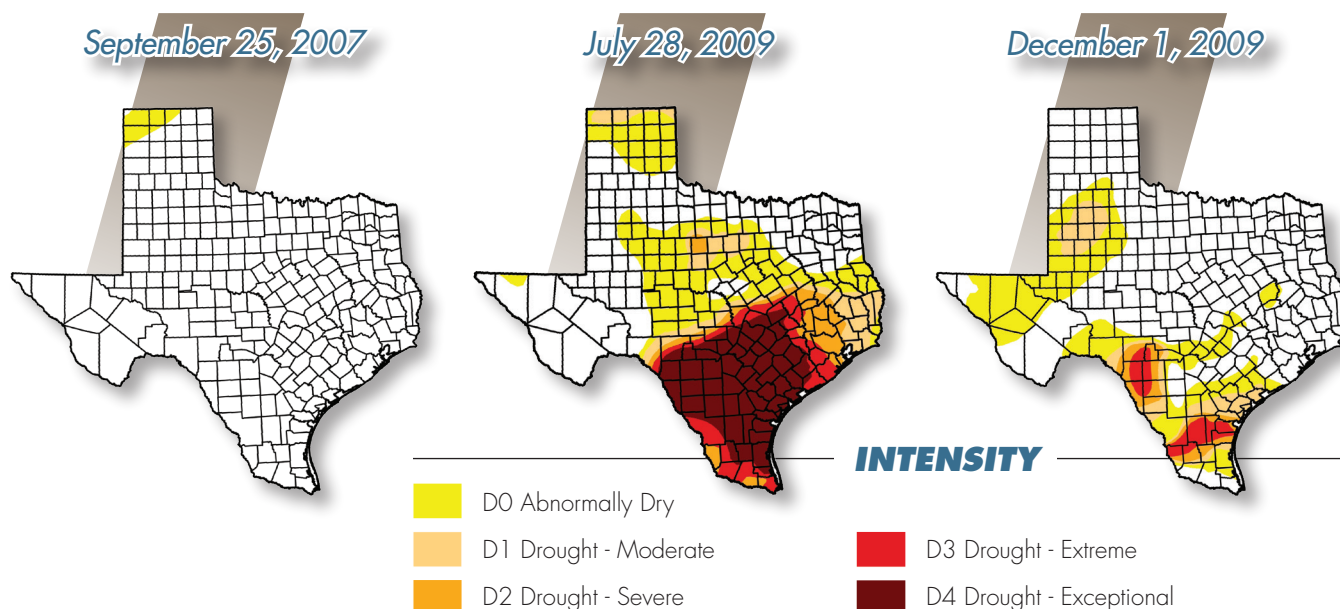 September 25, 2007
July 28, 2009
December 1, 2009
INTENSITY
D0 Abnormally Dry
D1 Drought - Moderate
D2 Drought - Severe
D3 Drought - Extreme
D4 Drought - Exceptional